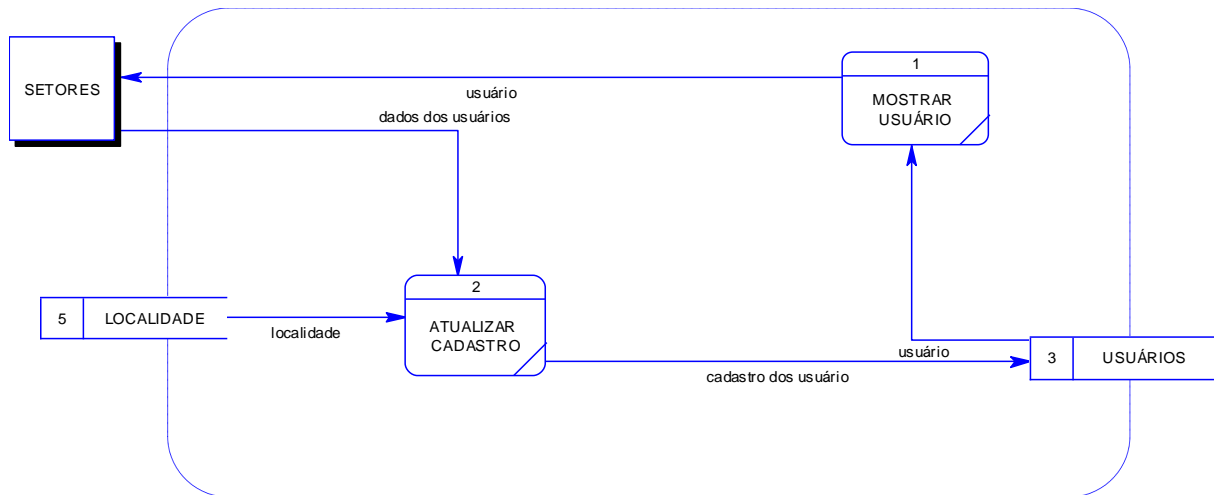 1
SETORES
MOSTRAR
USUÁRIO
usuário
dados dos usuários
2
5
LOCALIDADE
localidade
ATUALIZAR
CADASTRO
usuário
3
USUÁRIOS
cadastro dos usuário